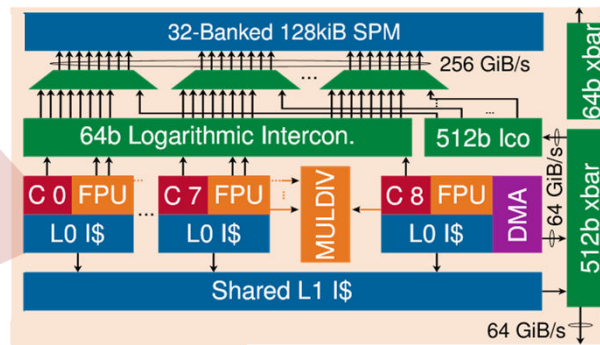 32-Banked 128kiB SPM
256 GiB/s
...
64b Logarithmic Intercon.
512b Ico
64b xbar
C 0
FPU
...
C 7
FPU
MULDIV
C 8
FPU
DMA
64 GiB/s
512b xbar
L0 I$
L0 I$
L0 I$
Shared L1 I$
64 GiB/s